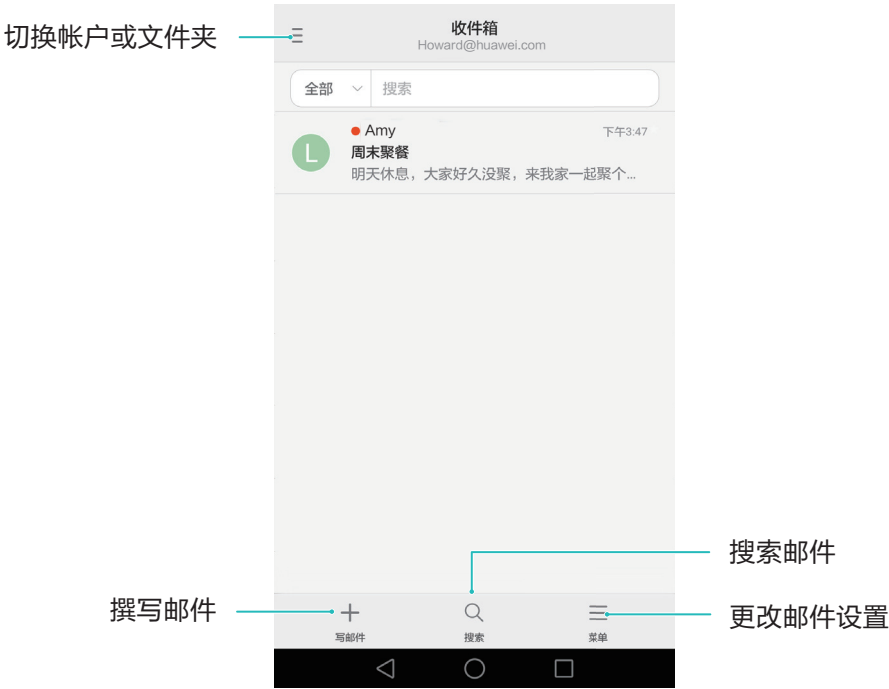 收件箱
切换帐户或文件夹
Howard@huawei.com
全部
搜索
Amy
下午3:47
L
周末聚餐
明天休息，大家好久没聚，来我家一起聚个...
搜索邮件
撰写邮件
更改邮件设置
写邮件
搜索
菜单